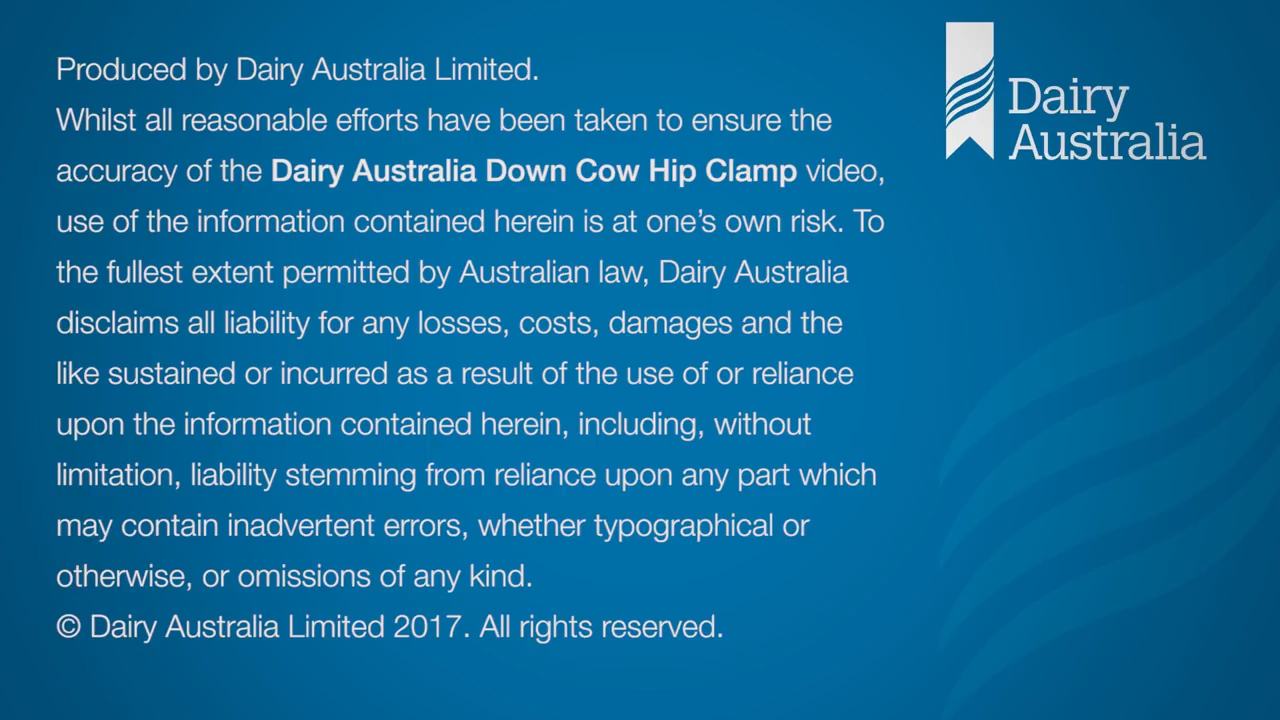 Produced by Dairy Australia Limited.
Whilst all reasonable efforts have been taken to ensure the
accuracy of the Dairy Australia Down Cow Hip Clamp video,
use of the information contained herein is at one’s own risk. To
the fullest extent permitted by Australian law, Dairy Australia
disclaims all liability for any losses, costs, damages and the
like sustained or incurred as a result of the use of or reliance
upon the information contained herein, including, without
limitation, liability stemming from reliance upon any part which
may contain inadvertent errors, whether typographical or
otherwise, or omissions of any kind.
© Dairy Australia Limited 2017. All rights reserved.
Dairy
Australia